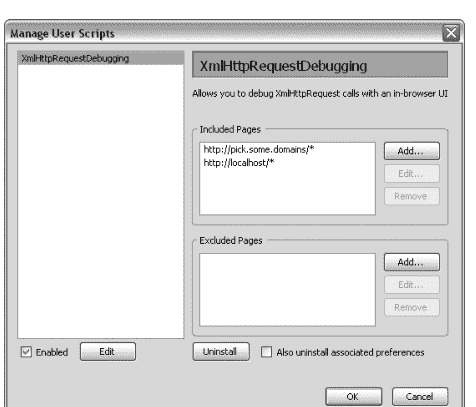 Manage User Scripts
XmlHttpRequestDebugging
XmlHttpRequestDebugging
Allows you to debug XmlHttpRequest calls with an in-browser UI
Included Pages
http://pick.some.domains/*
http://localhost/*
Add...
Edit...
Remove
Excluded Pages
Add...
Edit...
Remove
Enabled
Edit
Uninstall
Also uninstall associated preferences
OK
Cancel